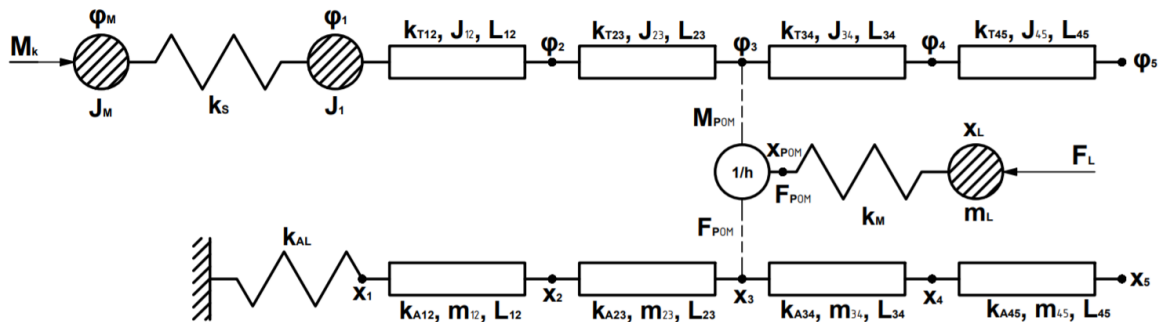 φM φ1
kT12, J12, L12 kT23, J23, L23 kT34, J34, L34 kT45, J45, L45
Mk φ2 φ3 φ4 φ5
JM kS J1
MPOM
xPOM xL
1/h FL
FPOM
kM mL
FPOM
kAL
x1 x2 x3 x4 x5
kA12, m12, L12 kA23, m23, L23 kA34, m34, L34 kA45, m45, L45